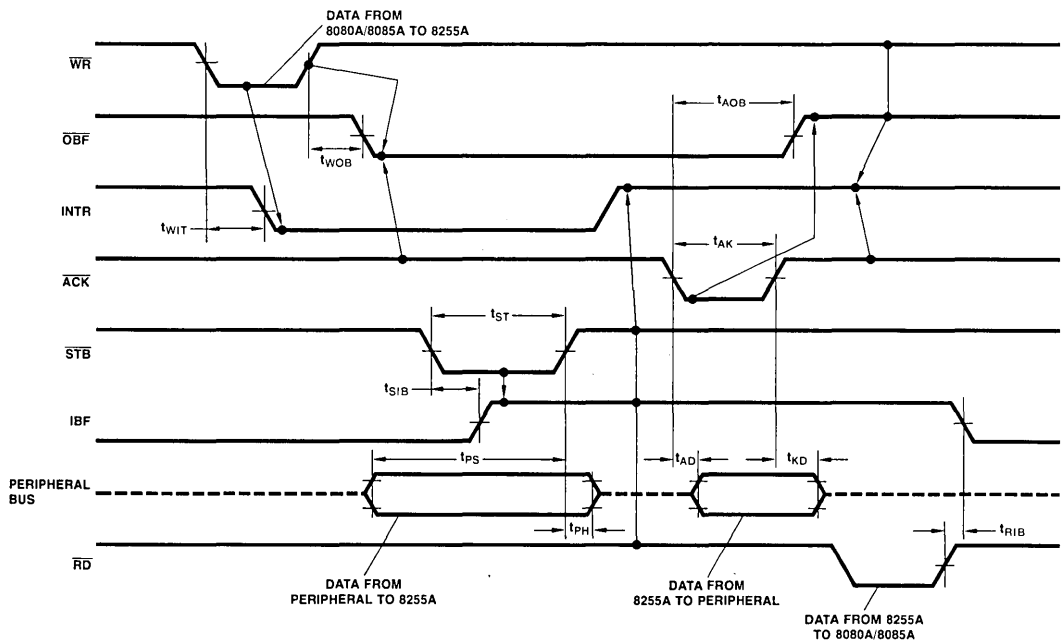 DATA FROM
8080A/8085A TO 8255A
WR
tAOB
OBF
tWOB
INTR
tWIT
tAK
ACK
tST
STB
tSIB
IBF
tPS
tAD
tKD
PERIPHERAL
BUS
tPH
tRIB
RD
DATA FROM
PERIPHERAL TO 8255A
DATA FROM
8255A TO PERIPHERAL
DATA FROM 8255A
TO 8080A/8085A